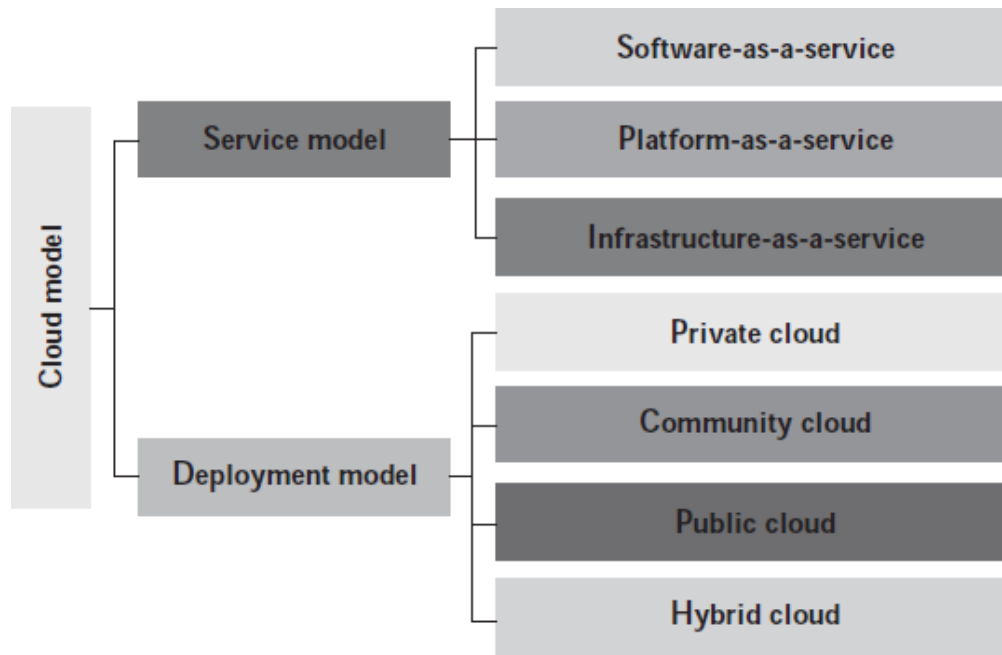 Cloud model
Service model
Software-as-a-service
Platform-as-a-service
Infrastructure-as-a-service
Deployment model
Private cloud
Community cloud
Public cloud
Hybrid cloud